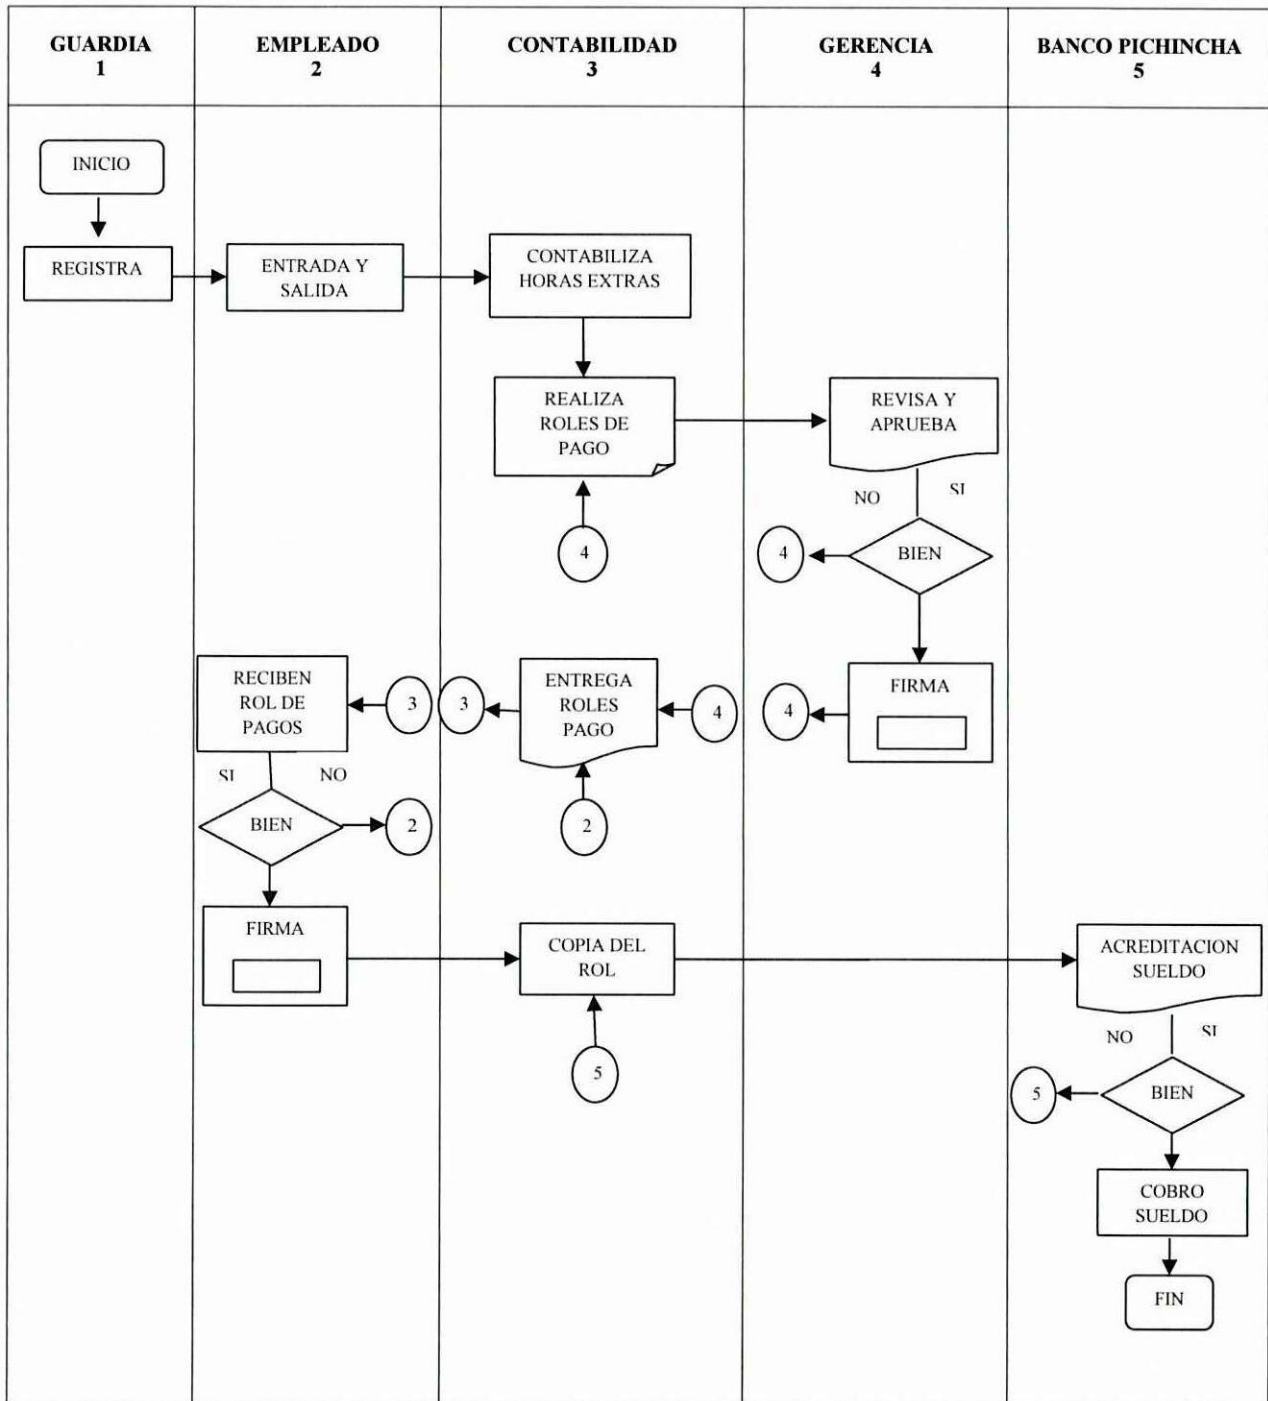 GUARDIA
1
EMPLEADO
2
CONTABILIDAD
3
GERENCIA
4
BANCO PICHINCHA
5
INICIO
REGISTRA
ENTRADA Y
SALIDA
CONTABILIZA
HORAS EXTRAS
REALIZA
ROLES DE
PAGO
REVISA Y
APRUEBA
NO
SI
4
4
BIEN
RECIBEN
ROL DE
PAGOS
3
3
ENTREGA
ROLES
PAGO
4
4
FIRMA
SI
NO
BIEN
2
2
FIRMA
COPIA DEL
ROL
ACREDITACION
SUELDO
NO
SI
5
5
BIEN
COBRO
SUELDO
FIN